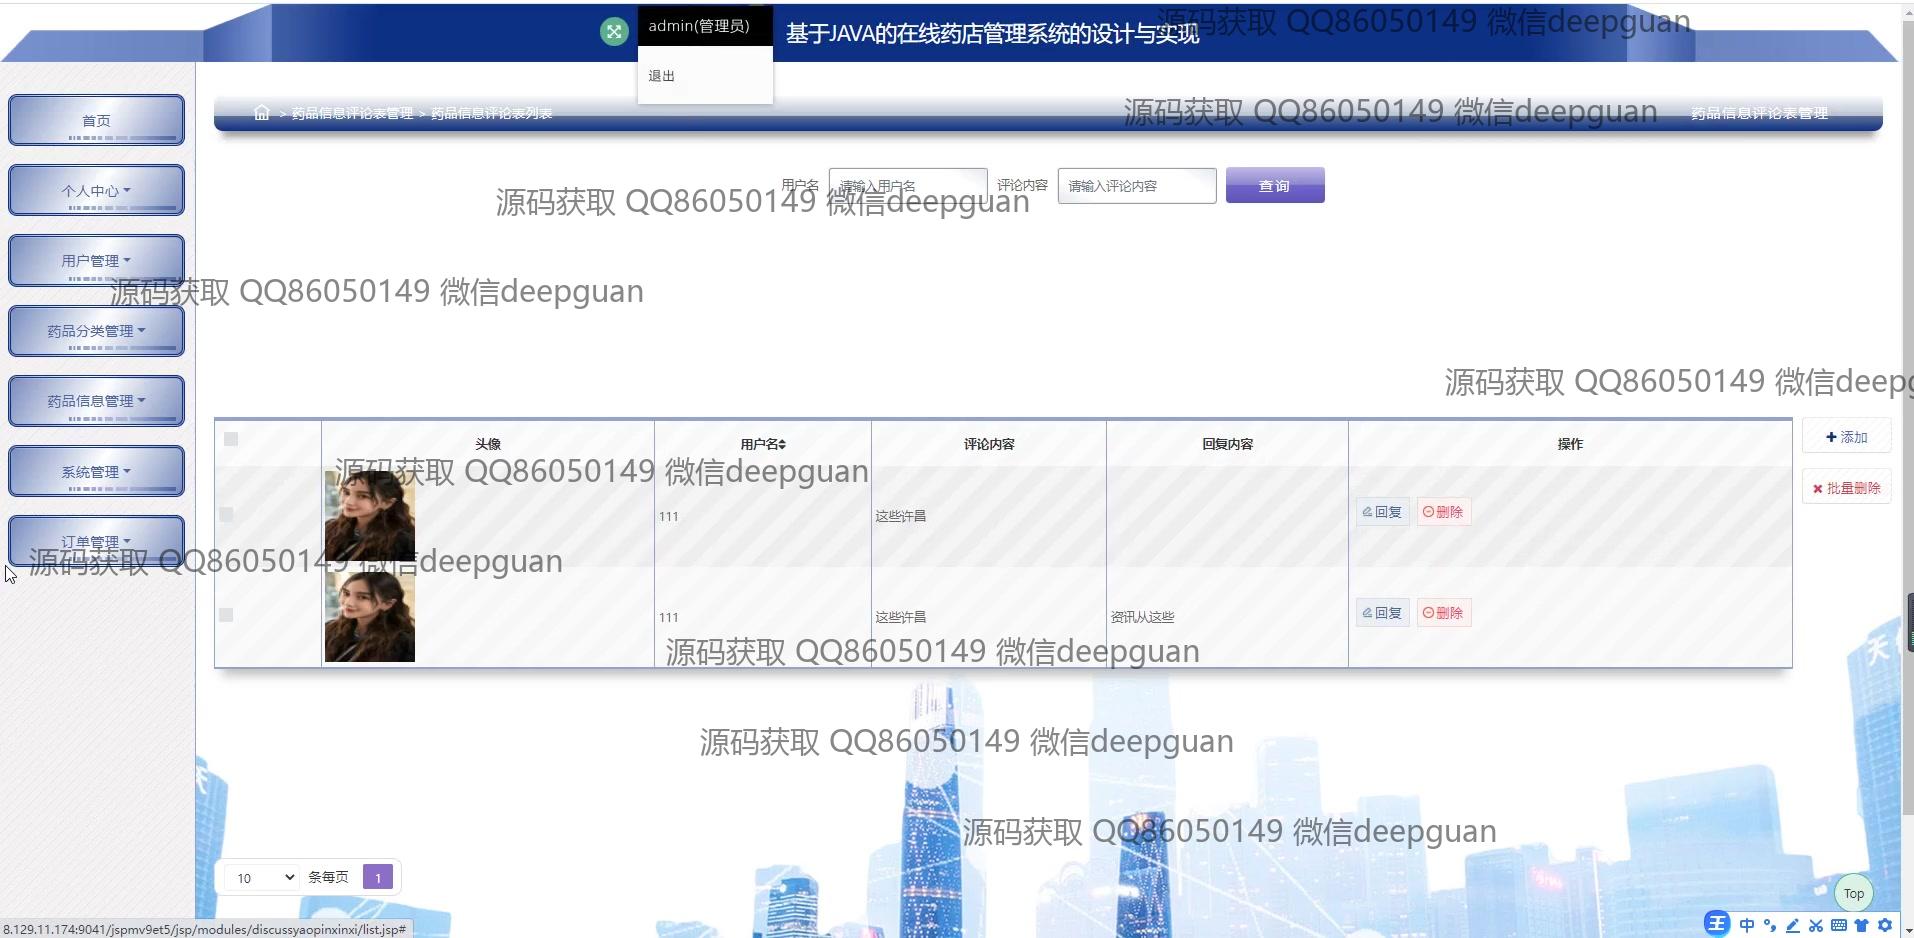 admin(管理员)
基于JAVA的在线药店管理系统的设计与实现
源码获取 QQ86050149 微信deepguan
退出
首页
> 药品信息评论表管理 > 药品信息评论表列表
源码获取 QQ86050149 微信deepguan
药品信息评论表管理
个人中心
用户名
请输入用户名
评论内容
请输入评论内容
查询
源码获取 QQ86050149 微信deepguan
用户管理
源码获取 QQ86050149 微信deepguan
药品分类管理
源码获取 QQ86050149 微信deepg
药品信息管理
头像 用户名 评论内容 回复内容 操作
添加
系统管理
源码获取 QQ86050149 微信deepguan
批量删除
111 这些许昌 回复 删除
订单管理
源码获取 QQ86050149 微信deepguan
111 这些许昌 资讯从这些 回复 删除
源码获取 QQ86050149 微信deepguan
源码获取 QQ86050149 微信deepguan
源码获取 QQ86050149 微信deepguan
10 条每页 1
Top
8.129.11.174:9041/jspmv9et5/jsp/modules/discussyaopinxinxi/list.jsp#
王 中